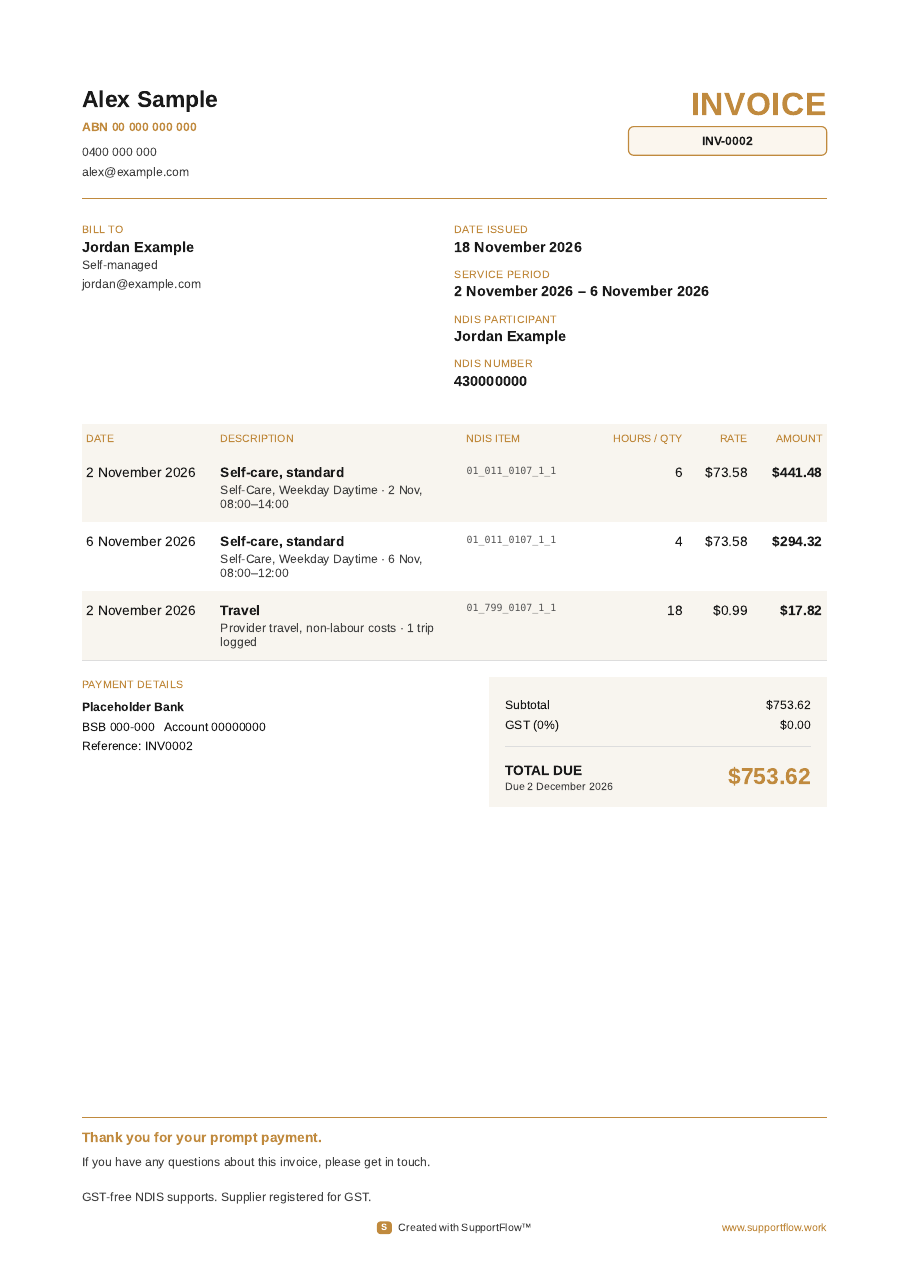 Alex Sample
ABN 00 000 000 000
0400 000 000
alex@example.com
INVOICE
INV-0002
BILL TO
Jordan Example
Self-managed
jordan@example.com
DATE ISSUED
18 November 2026
SERVICE PERIOD
2 November 2026 – 6 November 2026
NDIS PARTICIPANT
Jordan Example
NDIS NUMBER
430000000
DATE DESCRIPTION NDIS ITEM HOURS / QTY RATE AMOUNT
2 November 2026 Self-care, standard 01_011_0107_1_1 6 $73.58 $441.48
Self-Care, Weekday Daytime · 2 Nov,
08:00–14:00
6 November 2026 Self-care, standard 01_011_0107_1_1 4 $73.58 $294.32
Self-Care, Weekday Daytime · 6 Nov,
08:00–12:00
2 November 2026 Travel 01_799_0107_1_1 18 $0.99 $17.82
Provider travel, non-labour costs · 1 trip
logged
PAYMENT DETAILS
Placeholder Bank
BSB 000-000 Account 00000000
Reference: INV0002
Subtotal $753.62
GST (0%) $0.00
TOTAL DUE $753.62
Due 2 December 2026
Thank you for your prompt payment.
If you have any questions about this invoice, please get in touch.
GST-free NDIS supports. Supplier registered for GST.
S Created with SupportFlow™ www.supportflow.work